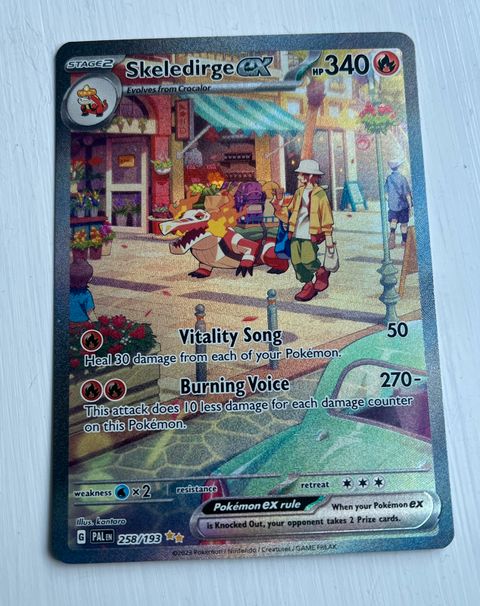 STAGE2 Skeledirge ex HP 340
Evolves from Crocalor
Vitality Song 50
Heal 30 damage from each of your Pokémon.
Burning Voice 270-
This attack does 10 less damage for each damage counter
on this Pokémon.
weakness ×2 resistance retreat
Pokémon ex rule When your Pokémon ex
is Knocked Out, your opponent takes 2 Prize cards.
Illus. kantaro
G PAL EN 258/193
©2023 Pokémon / Nintendo / Creatures / GAME FREAK